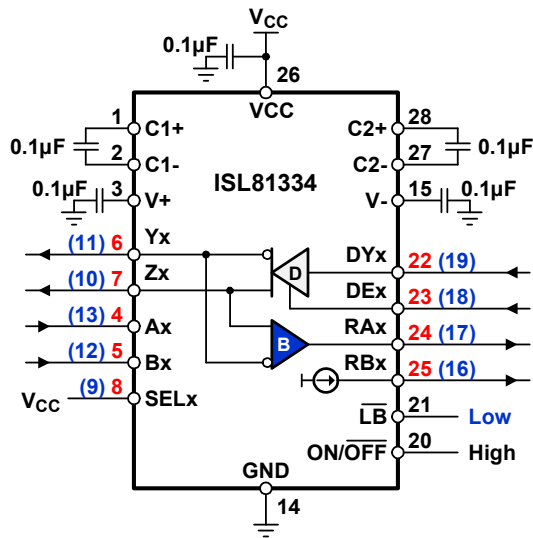 V_CC
0.1µF
26
VCC
1 C1+ C2+ 28
0.1µF 0.1µF
2 C1- C2- 27
ISL81334
0.1µF 3 V+ V- 15 0.1µF
(11) 6 Yx DYx 22 (19)
D
(10) 7 Zx DEx 23 (18)
(13) 4 Ax RAx 24 (17)
B
(12) 5 Bx RBx 25 (16)
V_CC (9) 8 SELx LB 21 Low
ON/OFF 20 High
GND
14